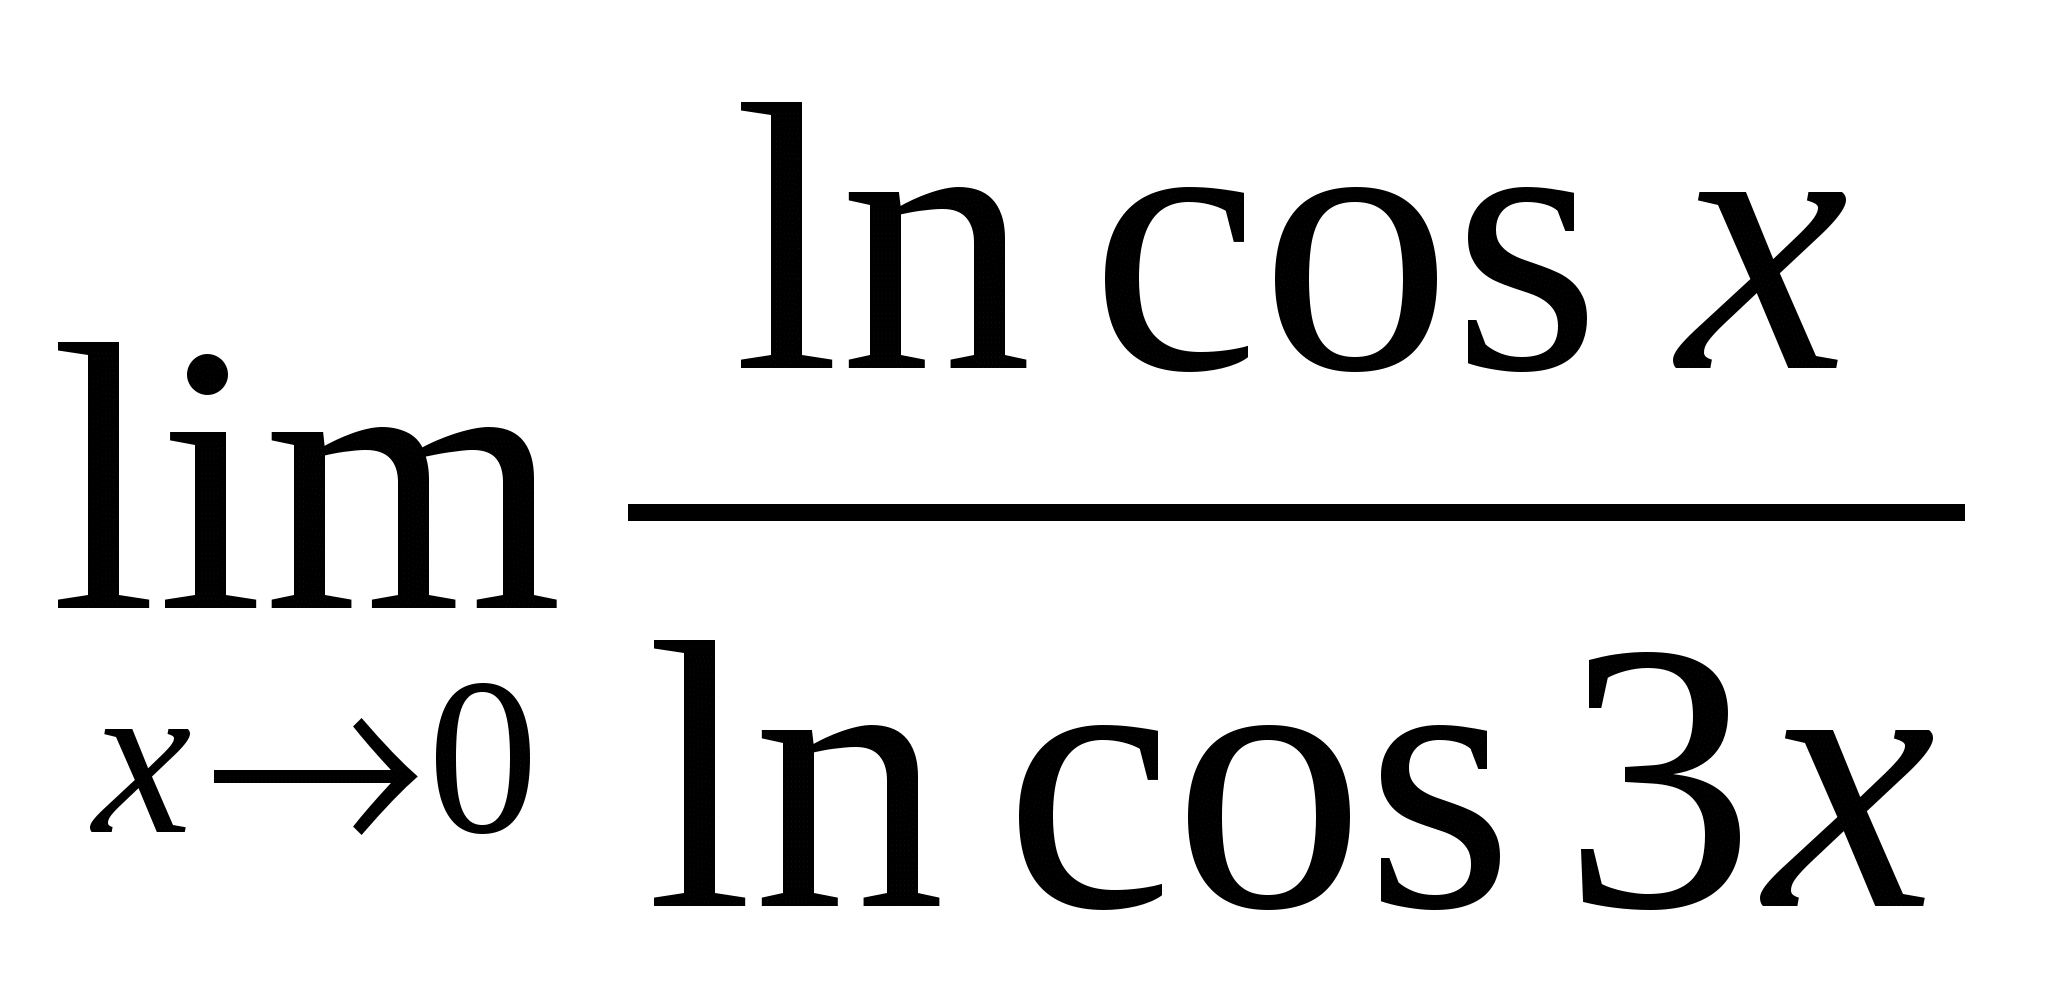 lim ln cos x / ln cos 3x
x→0